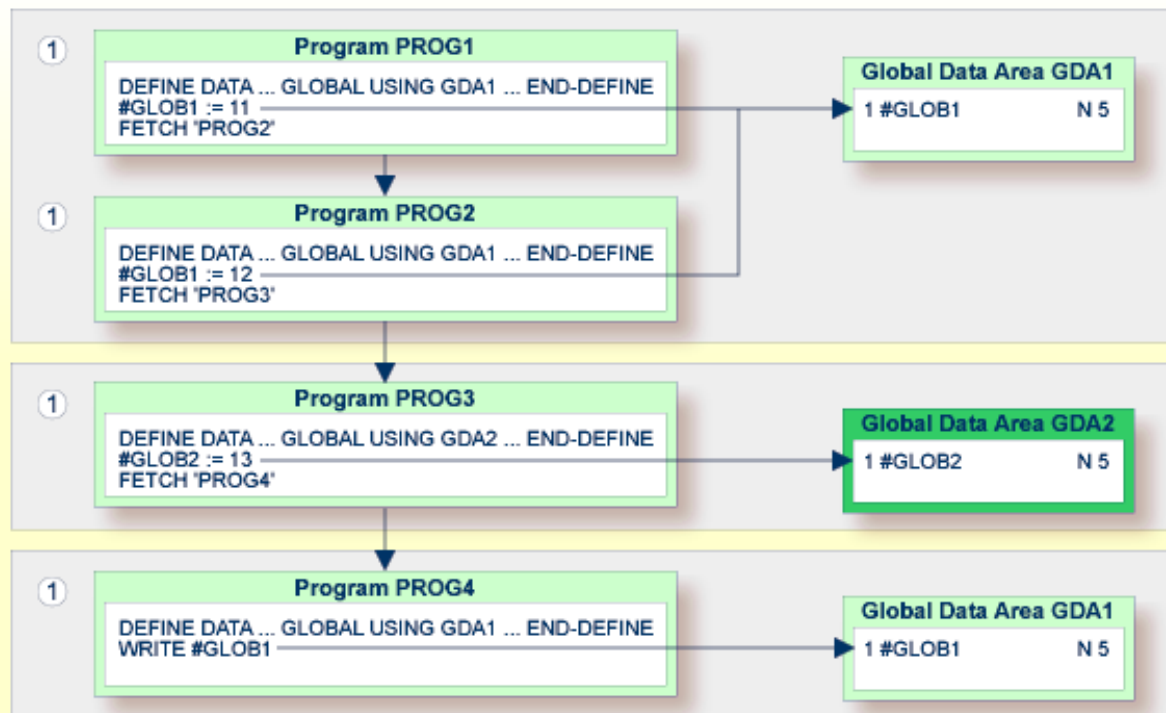 1
Program PROG1
DEFINE DATA ... GLOBAL USING GDA1 ... END-DEFINE
#GLOB1 := 11
FETCH 'PROG2'
Global Data Area GDA1
1 #GLOB1 N 5
1
Program PROG2
DEFINE DATA ... GLOBAL USING GDA1 ... END-DEFINE
#GLOB1 := 12
FETCH 'PROG3'
1
Program PROG3
DEFINE DATA ... GLOBAL USING GDA2 ... END-DEFINE
#GLOB2 := 13
FETCH 'PROG4'
Global Data Area GDA2
1 #GLOB2 N 5
1
Program PROG4
DEFINE DATA ... GLOBAL USING GDA1 ... END-DEFINE
WRITE #GLOB1
Global Data Area GDA1
1 #GLOB1 N 5